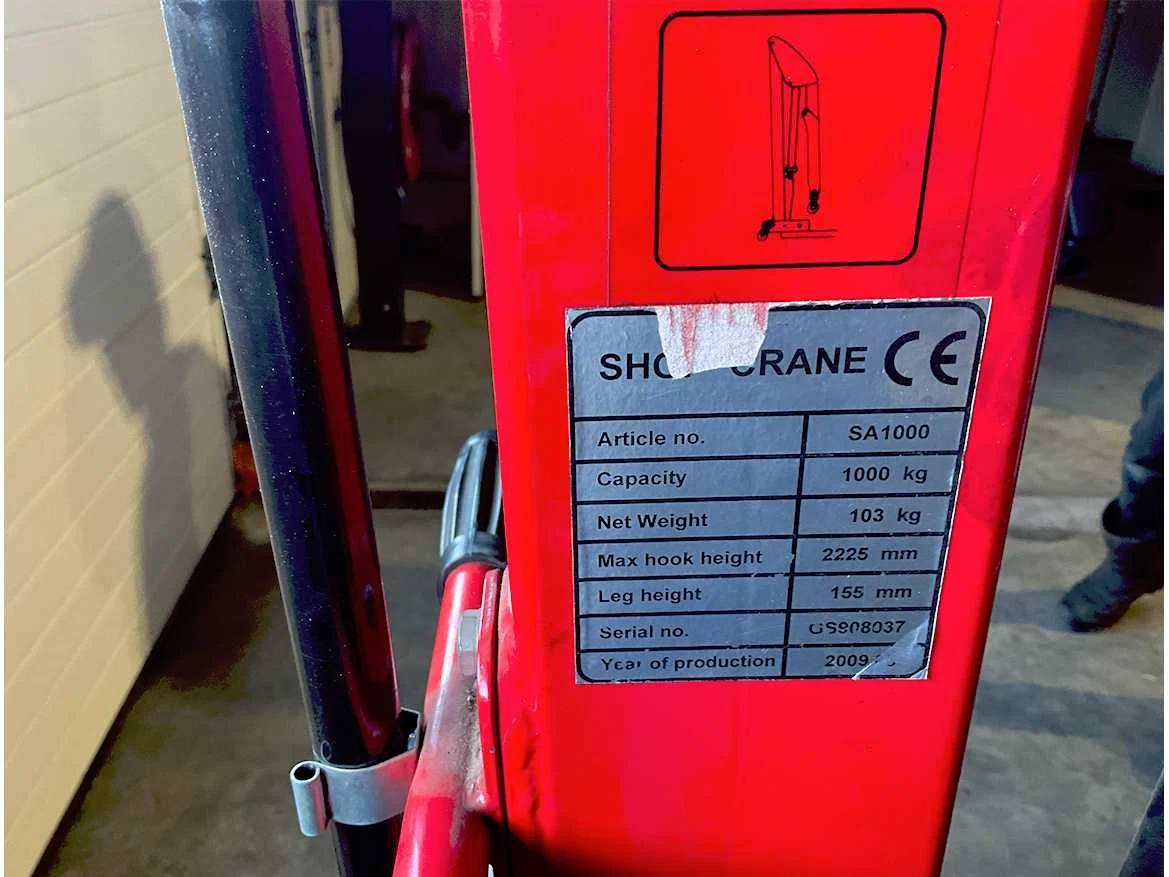 CRANE CE
Article no. SA1000
Capacity 1000 kg
Net Weight 103 kg
Max hook height 2225 mm
Leg height 155 mm
Serial no.
Year of production 2009